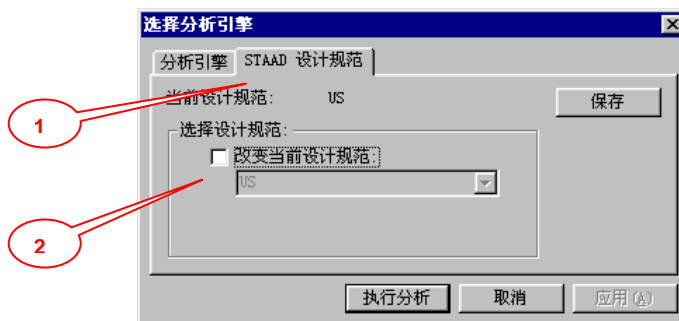 选择分析引擎
分析引擎 STAAD 设计规范
当前设计规范: US 保存
1
选择设计规范:
改变当前设计规范:
US
2
执行分析 取消 应用(A)